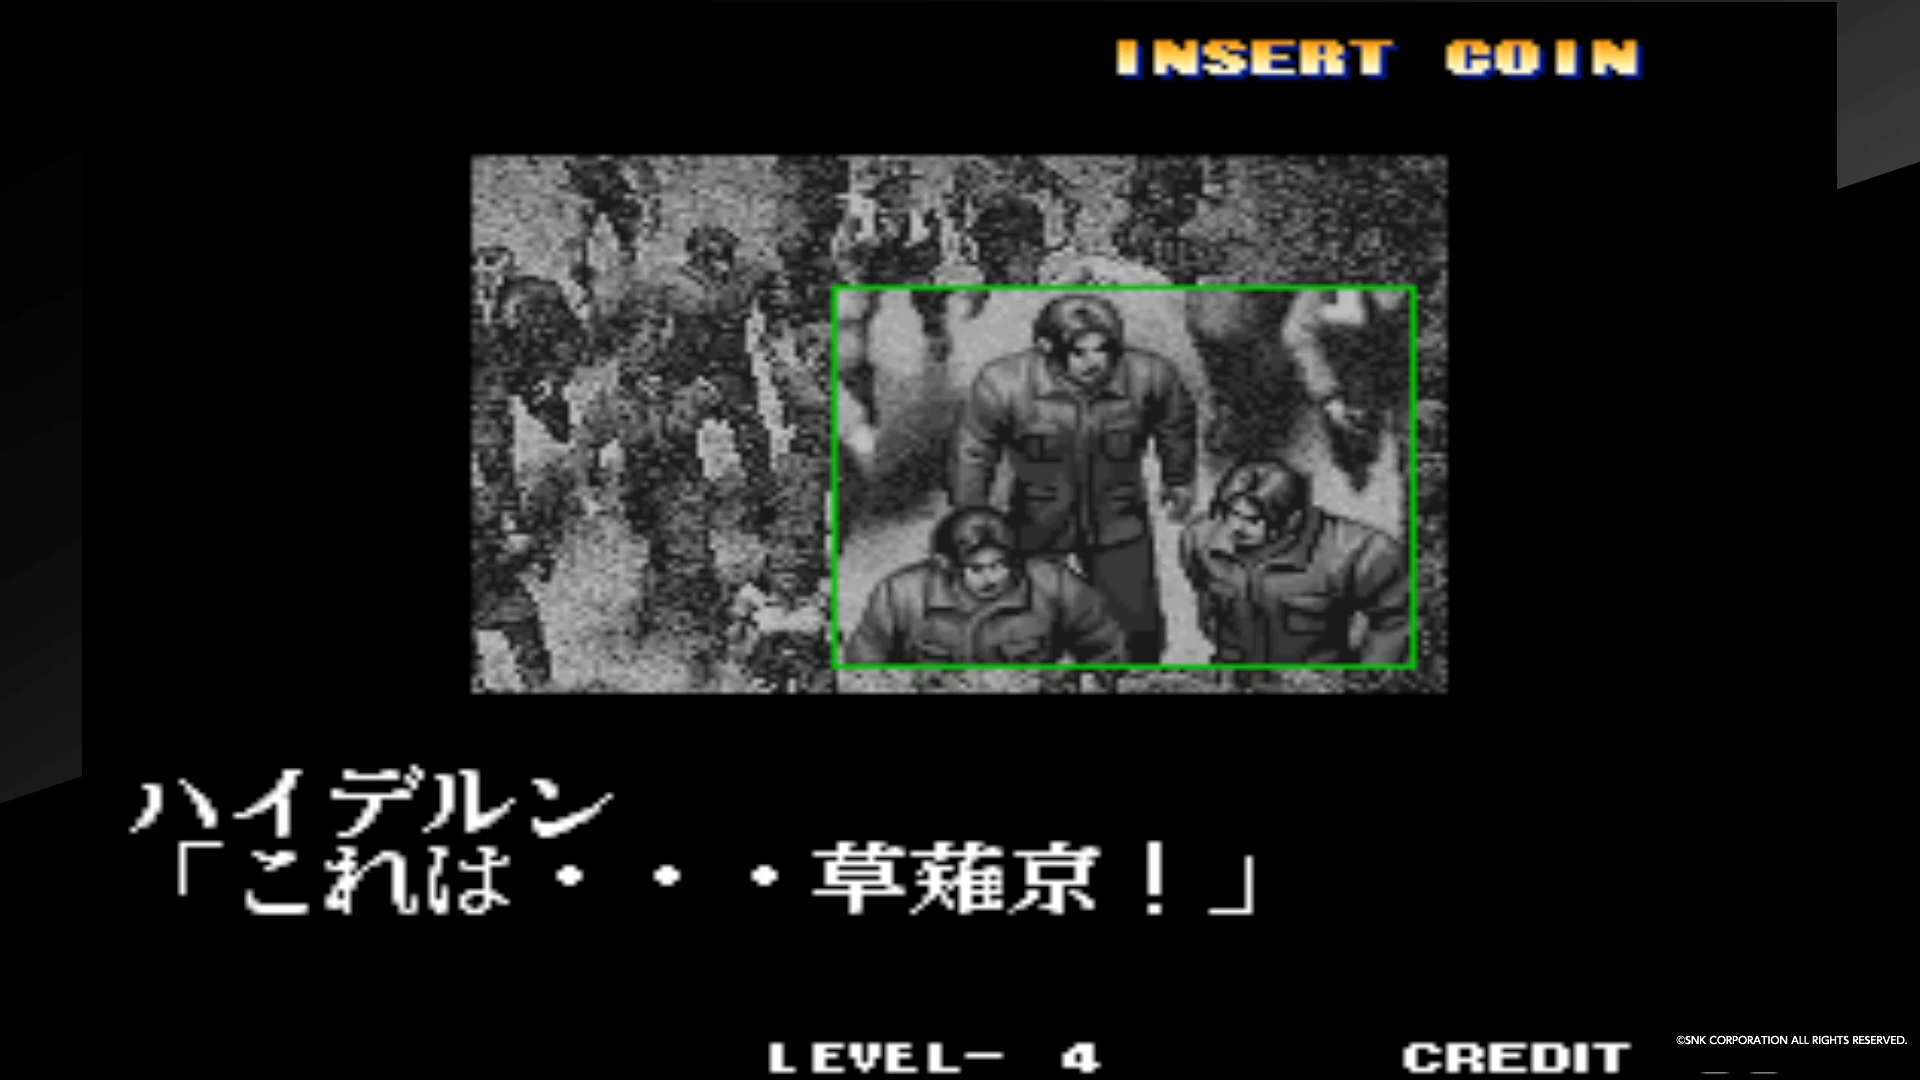 INSERT COIN
ハイデルン
「これは・・・草薙京！」
LEVEL- 4
CREDIT
©SNK CORPORATION ALL RIGHTS RESERVED.